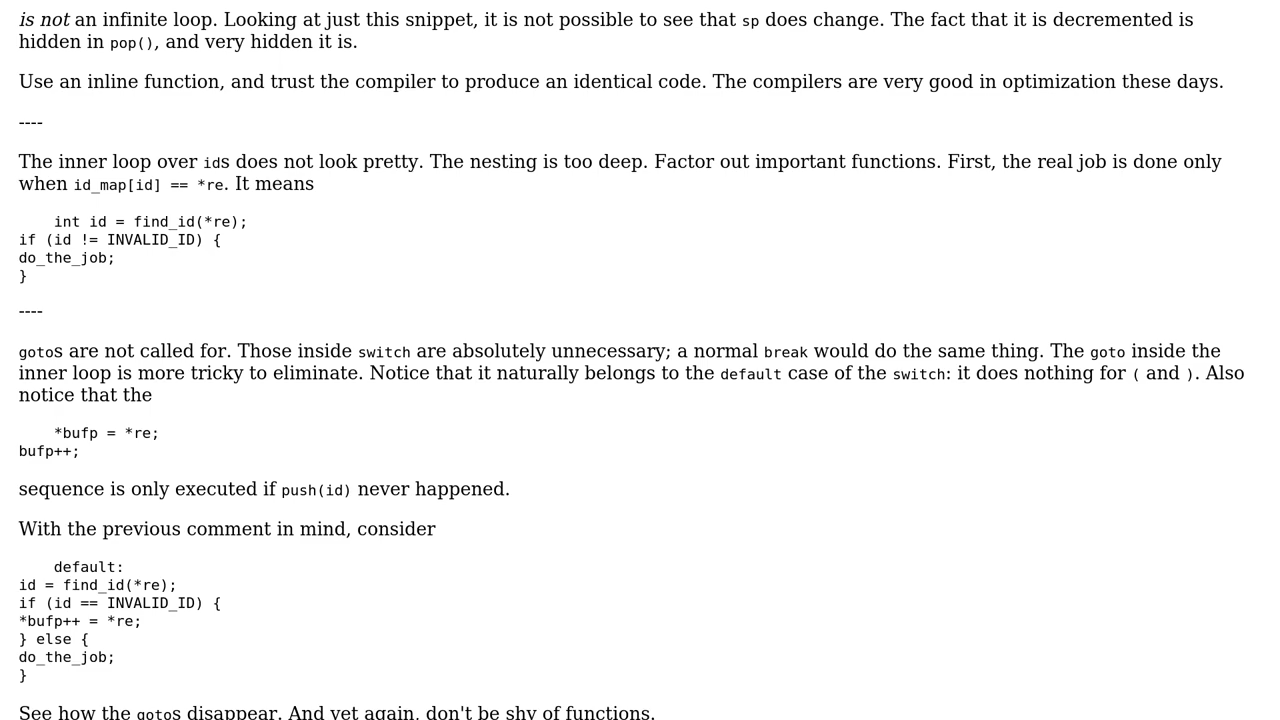 is not an infinite loop. Looking at just this snippet, it is not possible to see that sp does change. The fact that it is decremented is
hidden in pop(), and very hidden it is.
Use an inline function, and trust the compiler to produce an identical code. The compilers are very good in optimization these days.
----
The inner loop over ids does not look pretty. The nesting is too deep. Factor out important functions. First, the real job is done only
when id_map[id] == *re. It means
int id = find_id(*re);
if (id != INVALID_ID) {
do_the_job;
}
----
gotos are not called for. Those inside switch are absolutely unnecessary; a normal break would do the same thing. The goto inside the
inner loop is more tricky to eliminate. Notice that it naturally belongs to the default case of the switch: it does nothing for ( and ). Also
notice that the
*bufp = *re;
bufp++;
sequence is only executed if push(id) never happened.
With the previous comment in mind, consider
default:
id = find_id(*re);
if (id == INVALID_ID) {
*bufp++ = *re;
} else {
do_the_job;
}
See how the gotos disappear. And yet again, don't be shy of functions.